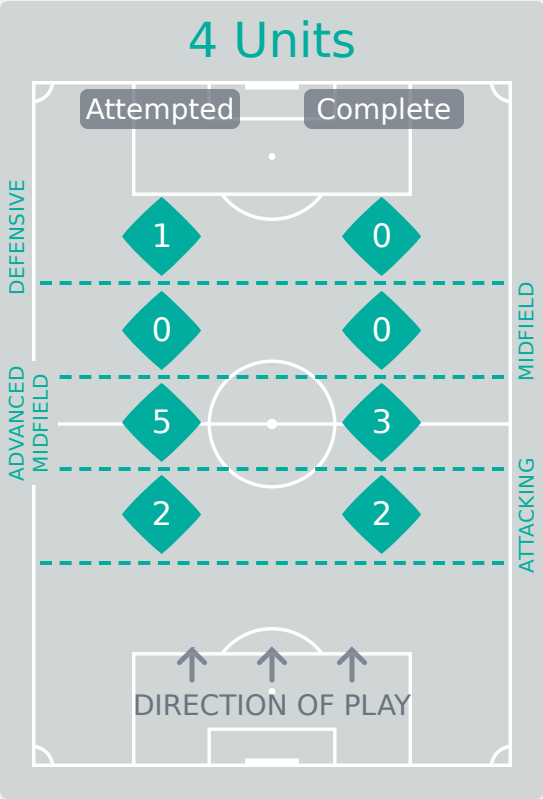 4 Units
Attempted
Complete
DEFENSIVE
1
0
MIDFIELD
0
0
ADVANCED
MIDFIELD
5
3
ATTACKING
2
2
DIRECTION OF PLAY